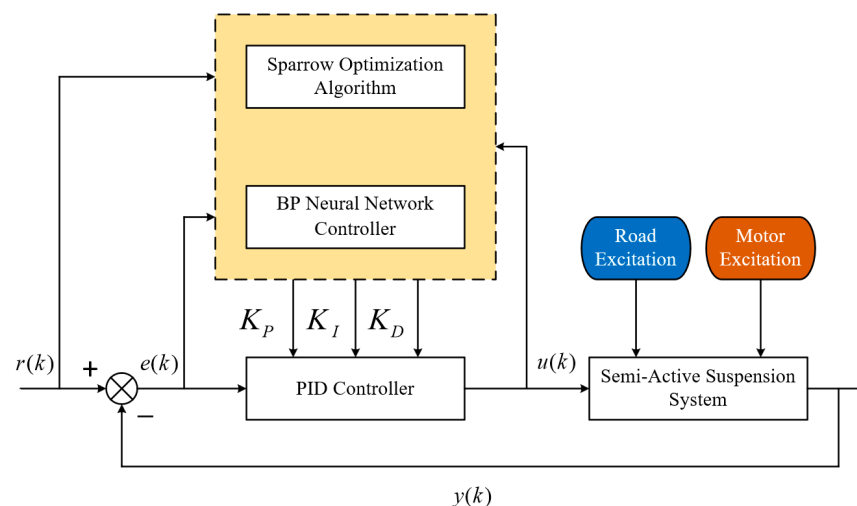 Sparrow Optimization
Algorithm
BP Neural Network
Controller
Road
Excitation
Motor
Excitation
K_P K_I K_D
r(k)
+
e(k)
u(k)
PID Controller
Semi-Active Suspension
System
−
y(k)